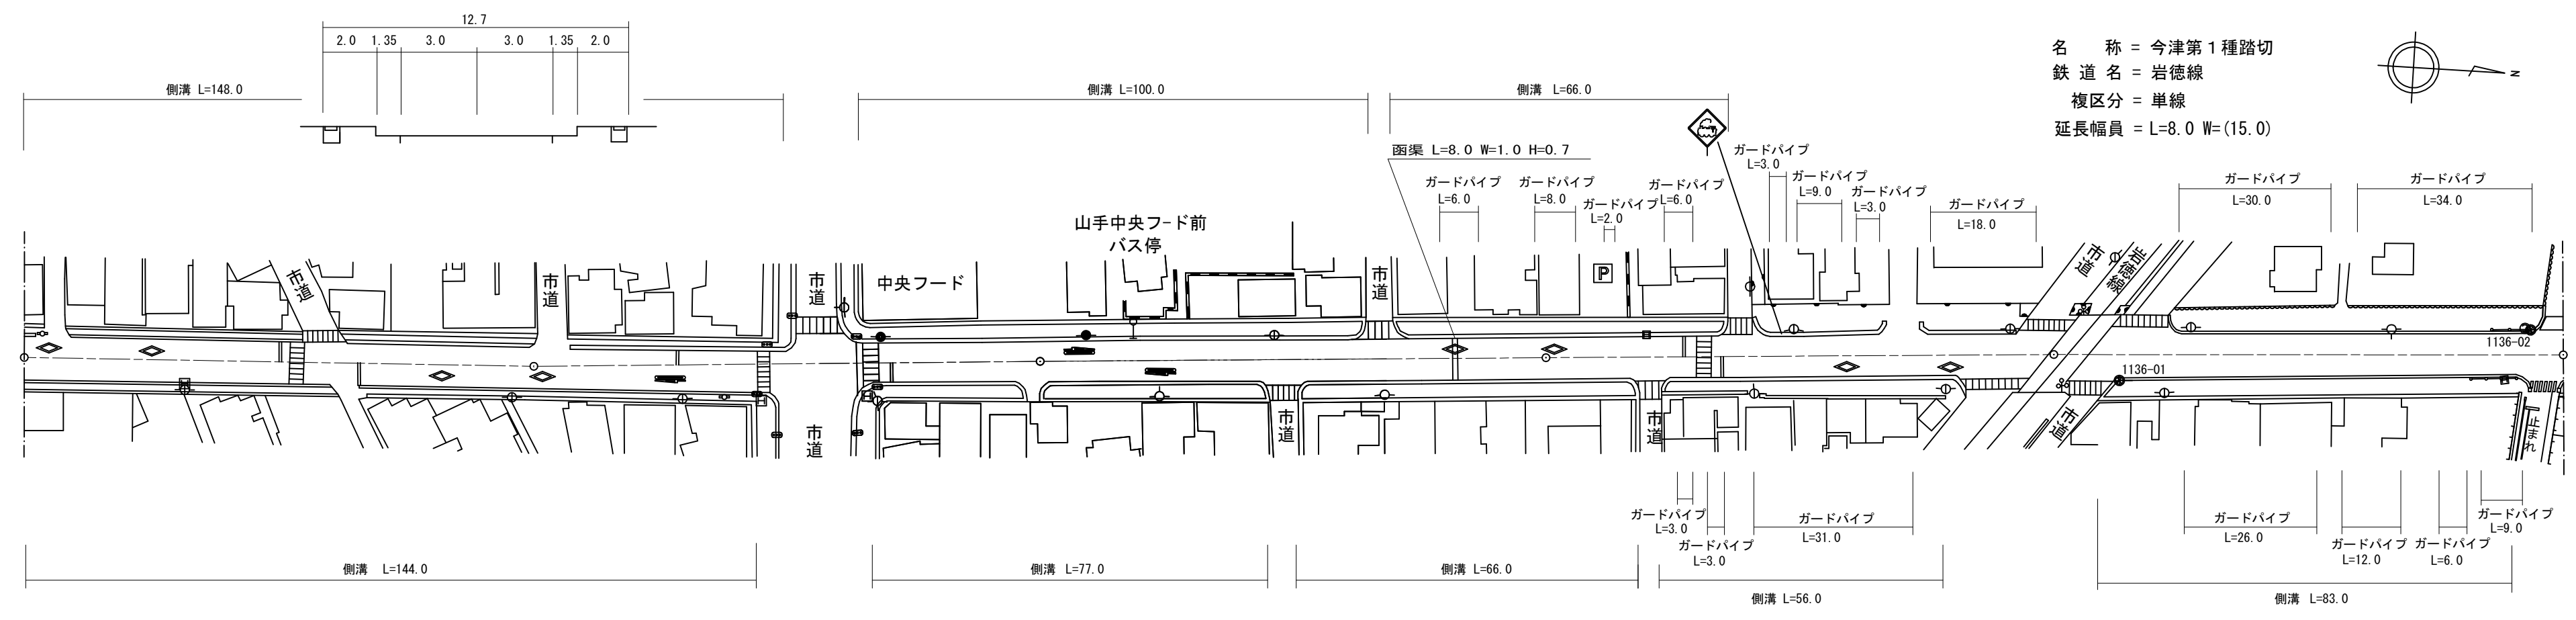 12.7
2.0 1.35 3.0 3.0 1.35 2.0
側溝 L=148.0
側溝 L=100.0
側溝 L=66.0
名 称 = 今津第1種踏切
鉄 道 名 = 岩徳線
複区分 = 単線
延長幅員 = L=8.0 W=(15.0)
N
函渠 L=8.0 W=1.0 H=0.7
ガードパイプ
L=6.0
ガードパイプ
L=8.0
ガードパイプ
L=2.0
ガードパイプ
L=6.0
ガードパイプ
L=3.0
ガードパイプ
L=9.0
ガードパイプ
L=3.0
ガードパイプ
L=18.0
ガードパイプ
L=30.0
ガードパイプ
L=34.0
山手中央フード前
バス停
市道
市道
市道
中央フード
市道
P
市道
岩徳線
1136-02
1136-01
市道
市道
市道
市道
止まれ
ガードパイプ
L=3.0
ガードパイプ
L=3.0
ガードパイプ
L=31.0
ガードパイプ
L=26.0
ガードパイプ
L=12.0
ガードパイプ
L=6.0
ガードパイプ
L=9.0
側溝 L=144.0
側溝 L=77.0
側溝 L=66.0
側溝 L=56.0
側溝 L=83.0